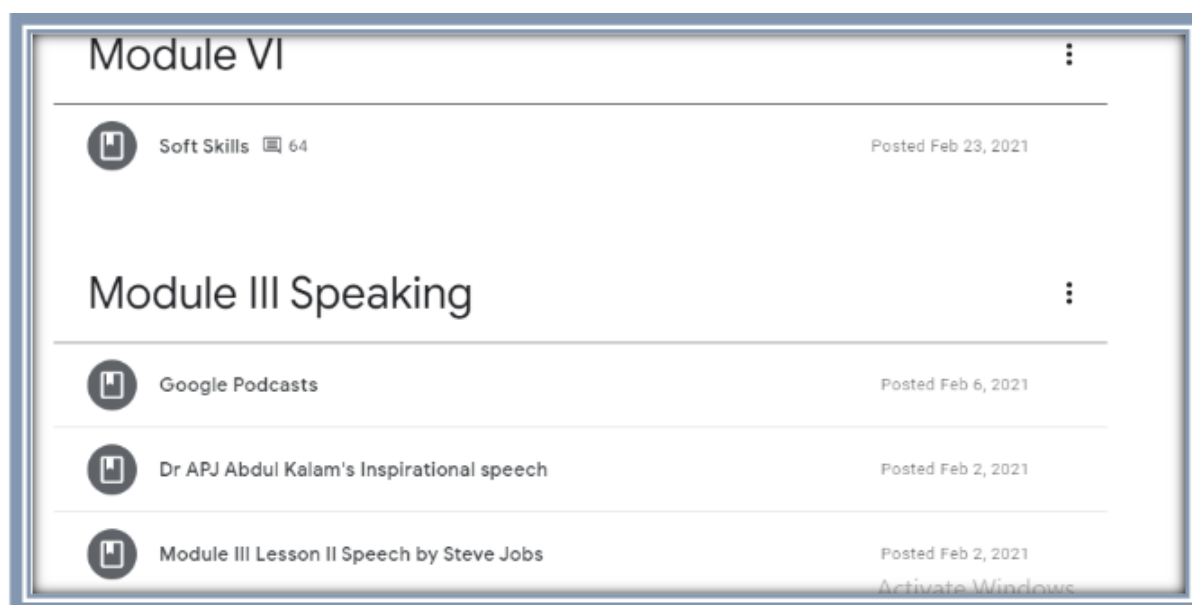 Module VI
Soft Skills 64 Posted Feb 23, 2021
Module III Speaking
Google Podcasts Posted Feb 6, 2021
Dr APJ Abdul Kalam's Inspirational speech Posted Feb 2, 2021
Module III Lesson II Speech by Steve Jobs Posted Feb 2, 2021
Activate Windows